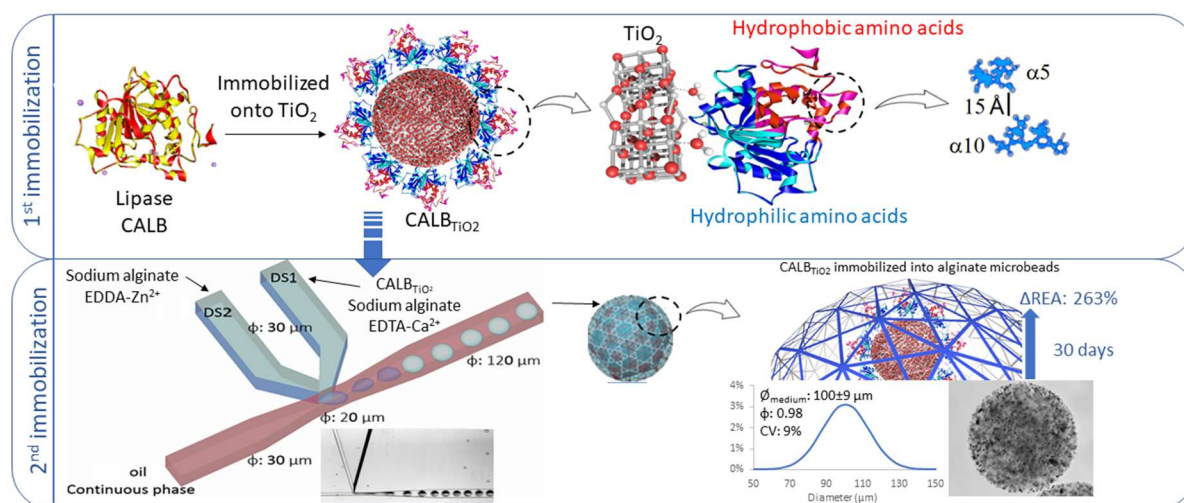 1st immobilization
Lipase
CALB
Immobilized
onto TiO2
CALBTiO2
TiO2
Hydrophobic amino acids
Hydrophilic amino acids
α5
15 Å
α10
2nd immobilization
Sodium alginate
EDDA-Zn2+
DS2
DS1
CALBTiO2
Sodium alginate
EDTA-Ca2+
ϕ: 30 µm
ϕ: 120 µm
ϕ: 20 µm
ϕ: 30 µm
oil
Continuous phase
CALBTiO2 immobilized into alginate microbeads
ΔREA: 263%
30 days
4%
3%
2%
1%
0%
Ømedium: 100±9 µm
ϕ: 0.98
CV: 9%
50 70 90 110 130 150
Diameter (µm)